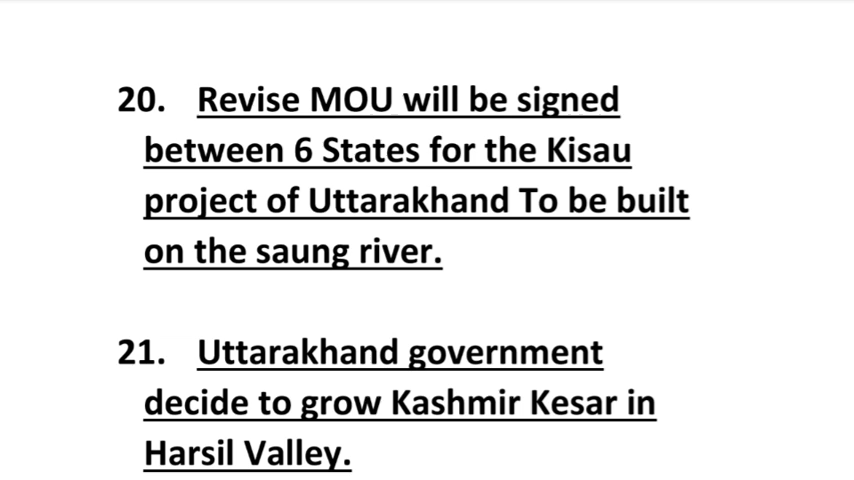 20. Revise MOU will be signed
between 6 States for the Kisau
project of Uttarakhand To be built
on the saung river.
21. Uttarakhand government
decide to grow Kashmir Kesar in
Harsil Valley.